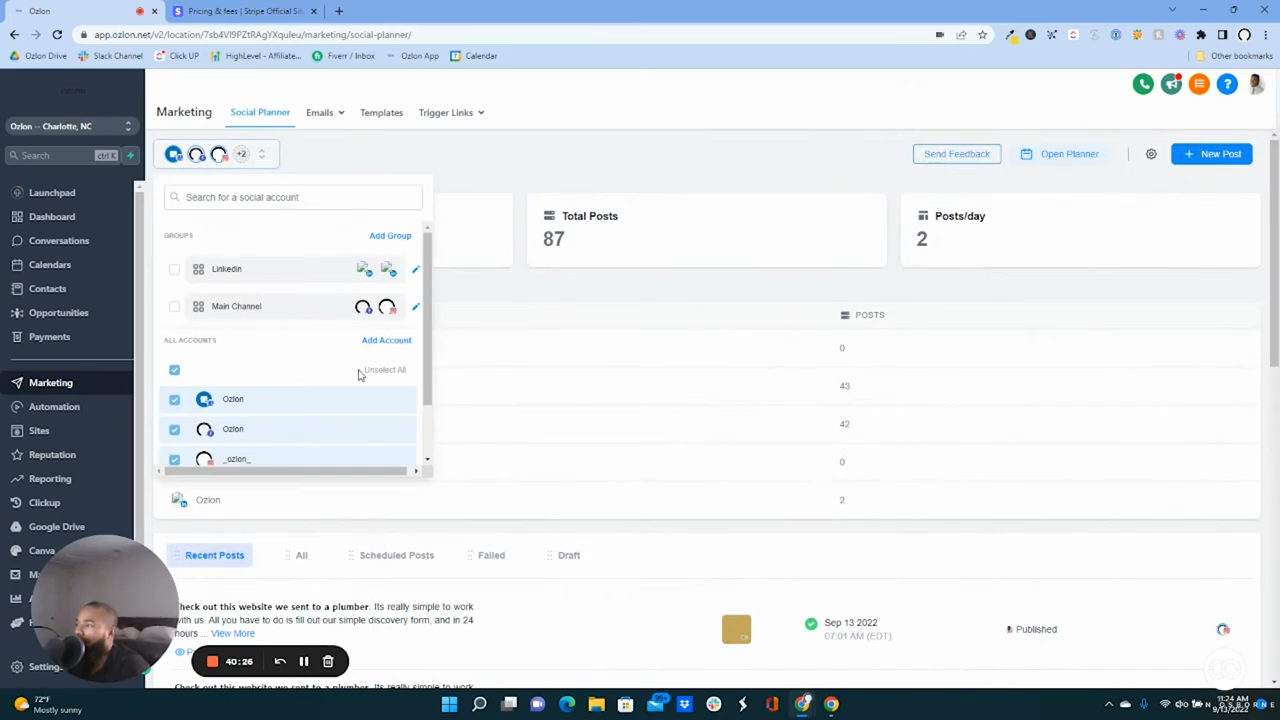 Ozlon
Pricing & fees | Stripe Official Sit
app.ozlon.net/v2/location/7sb4VI9PZtRAgYXquleu/marketing/social-planner/
Ozlon Drive
Slack Channel
Click UP
HighLevel - Affiliate...
Fiverr / Inbox
Ozlon App
Calendar
Other bookmarks
Marketing
Social Planner
Emails
Templates
Trigger Links
Ozlon -- Charlotte, NC
Search
ctrl K
+2
Send Feedback
Open Planner
+ New Post
Launchpad
Dashboard
Conversations
Calendars
Contacts
Opportunities
Payments
Marketing
Automation
Sites
Reputation
Reporting
Clickup
Google Drive
Canva
Search for a social account
GROUPS
Add Group
Linkedin
Main Channel
ALL ACCOUNTS
Add Account
Unselect All
Ozlon
Ozlon
_ozlon_
Ozlon
Total Posts
87
Posts/day
2
POSTS
0
43
42
0
2
Recent Posts
All
Scheduled Posts
Failed
Draft
Check out this website we sent to a plumber. Its really simple to work
with us. All you have to do is fill out our simple discovery form, and in 24
hours ... View More
Sep 13 2022
07:01 AM (EDT)
Published
40:26
72°F
Mostly sunny
99+
11:24 AM
9/13/2022
OSBORNE